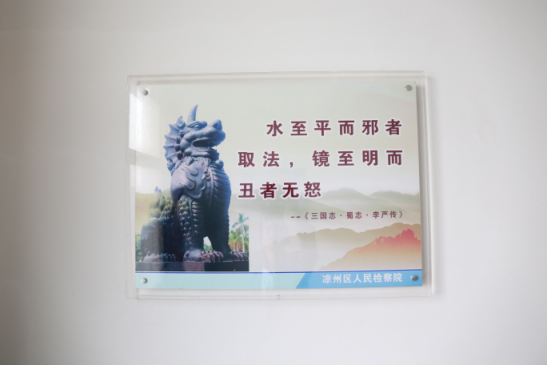 水至平而邪者
取法，镜至明而
丑者无怒
--《三国志·蜀志·李严传》
凉州区人民检察院